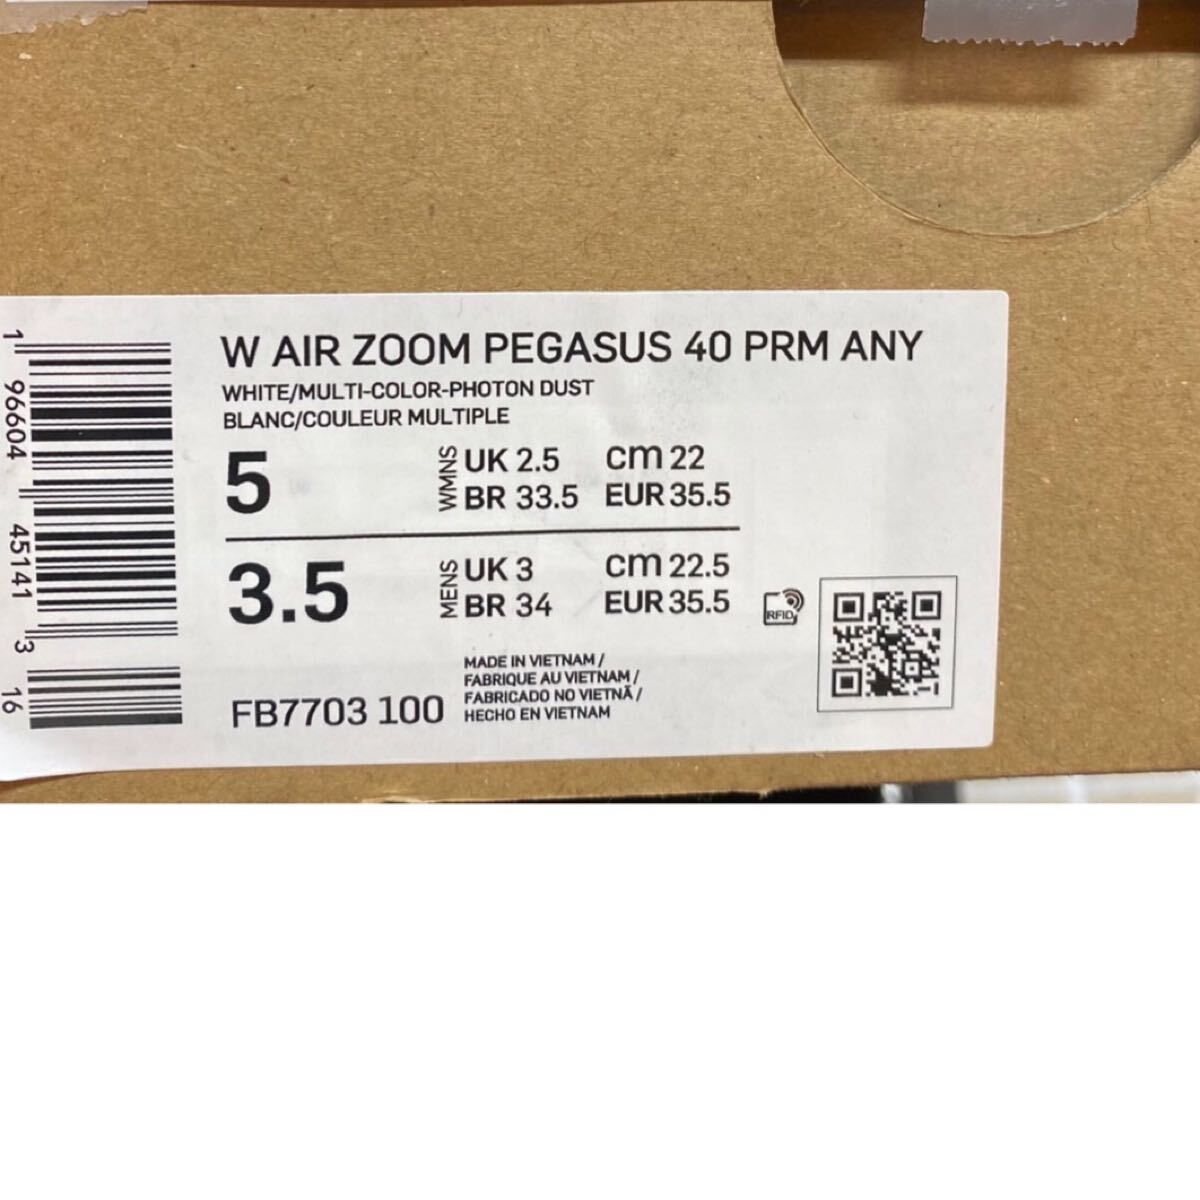 W AIR ZOOM PEGASUS 40 PRM ANY
WHITE/MULTI-COLOR-PHOTON DUST
BLANC/COULEUR MULTIPLE
5 WMNS UK 2.5 cm 22
BR 33.5 EUR 35.5
3.5 MENS UK 3 cm 22.5
BR 34 EUR 35.5
RFID
MADE IN VIETNAM /
FABRIQUE AU VIETNAM /
FABRICADO NO VIETNÃ /
HECHO EN VIETNAM
FB7703 100
1 96604 45141 3 16